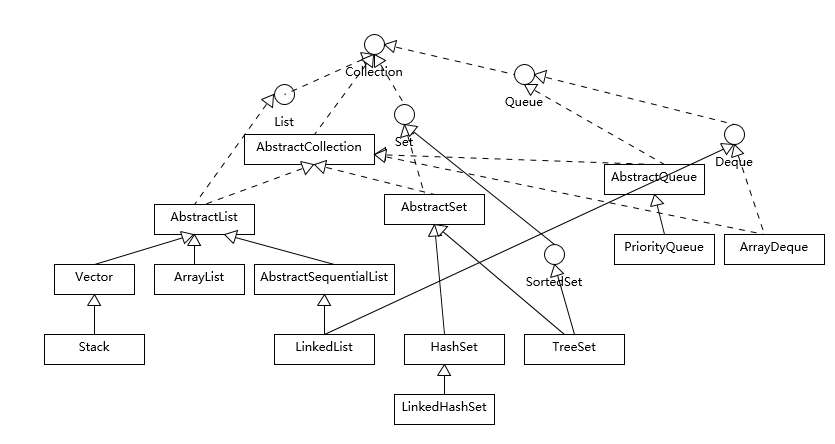 Collection
Queue
List
Set
Deque
AbstractCollection
AbstractQueue
AbstractList
AbstractSet
PriorityQueue
ArrayDeque
Vector
ArrayList
AbstractSequentialList
SortedSet
Stack
LinkedList
HashSet
TreeSet
LinkedHashSet